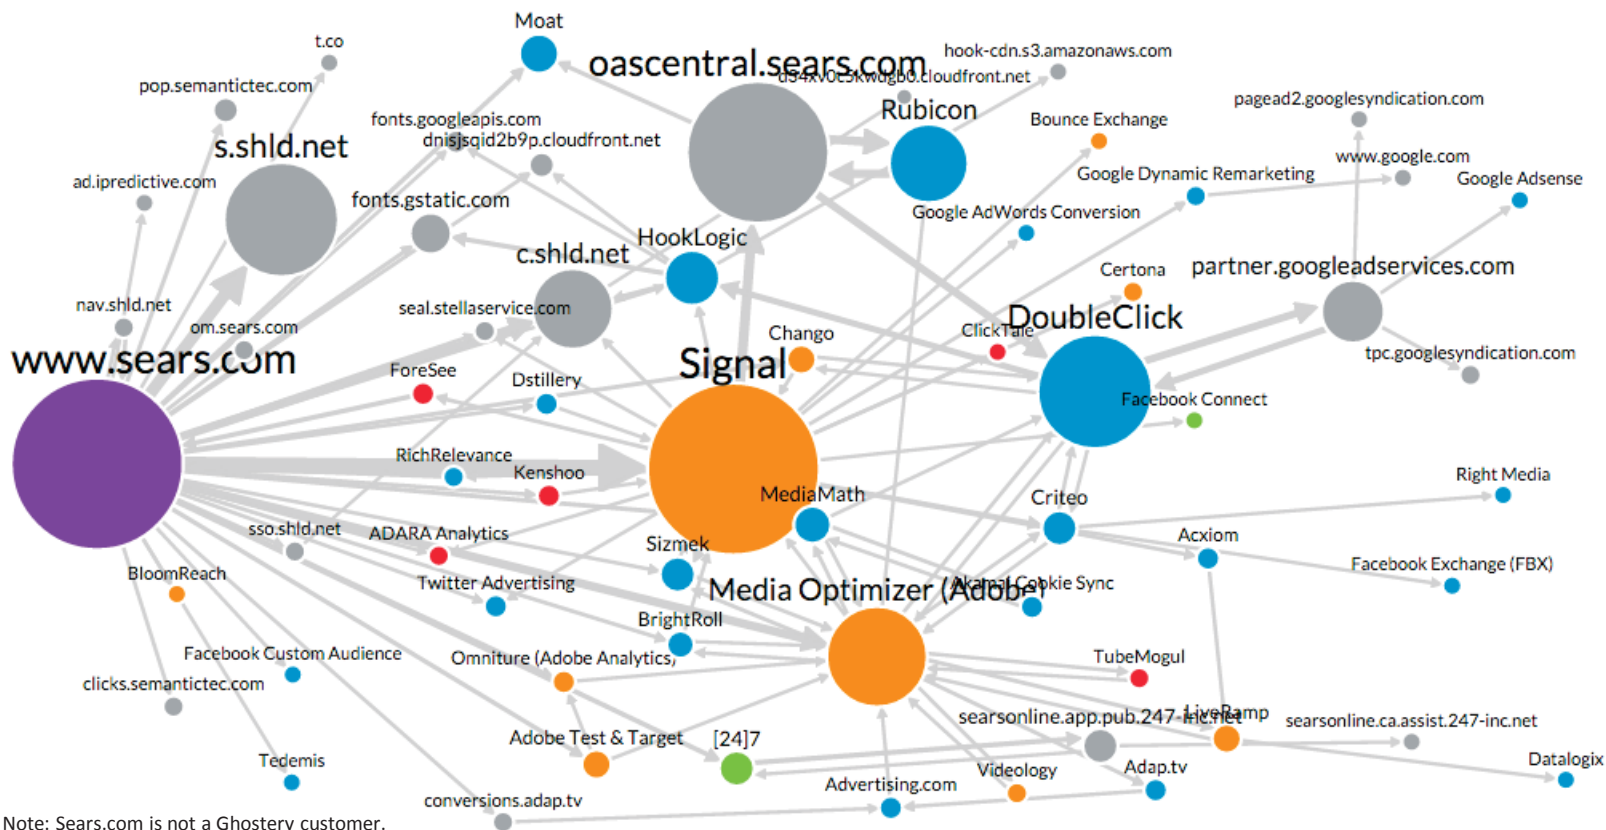 Moat
t.co
oascentral.sears.com
hook-cdn.s3.amazonaws.com
pop.semantictec.com
Rubicon
pagead2.googlesyndication.com
fonts.googleapis.com
Bounce Exchange
dnisjsqid2b9p.cloudfront.net
s.shld.net
www.google.com
ad.ipredictive.com
Google Dynamic Remarketing
Google Adsense
fonts.gstatic.com
Google AdWords Conversion
HookLogic
c.shld.net
Certona
partner.googleadservices.com
nav.shld.net
seal.stellaservice.com
om.sears.com
Chango
ClickTale
DoubleClick
www.sears.com
Signal
tpc.googlesyndication.com
ForeSee
Dstillery
Facebook Connect
RichRelevance
Kenshoo
Right Media
MediaMath
Criteo
sso.shld.net
ADARA Analytics
Acxiom
Sizmek
Facebook Exchange (FBX)
BloomReach
Twitter Advertising
Media Optimizer (Adobe)
Akamai Cookie Sync
BrightRoll
Facebook Custom Audience
Omniture (Adobe Analytics)
TubeMogul
clicks.semantictec.com
LiveRamp
searsonline.app.pub.247-inc.net
searsonline.ca.assist.247-inc.net
Adobe Test & Target
[24]7
Tedemis
Datalogix
Videology
Adap.tv
Advertising.com
conversions.adap.tv
Note: Sears.com is not a Ghostery customer.